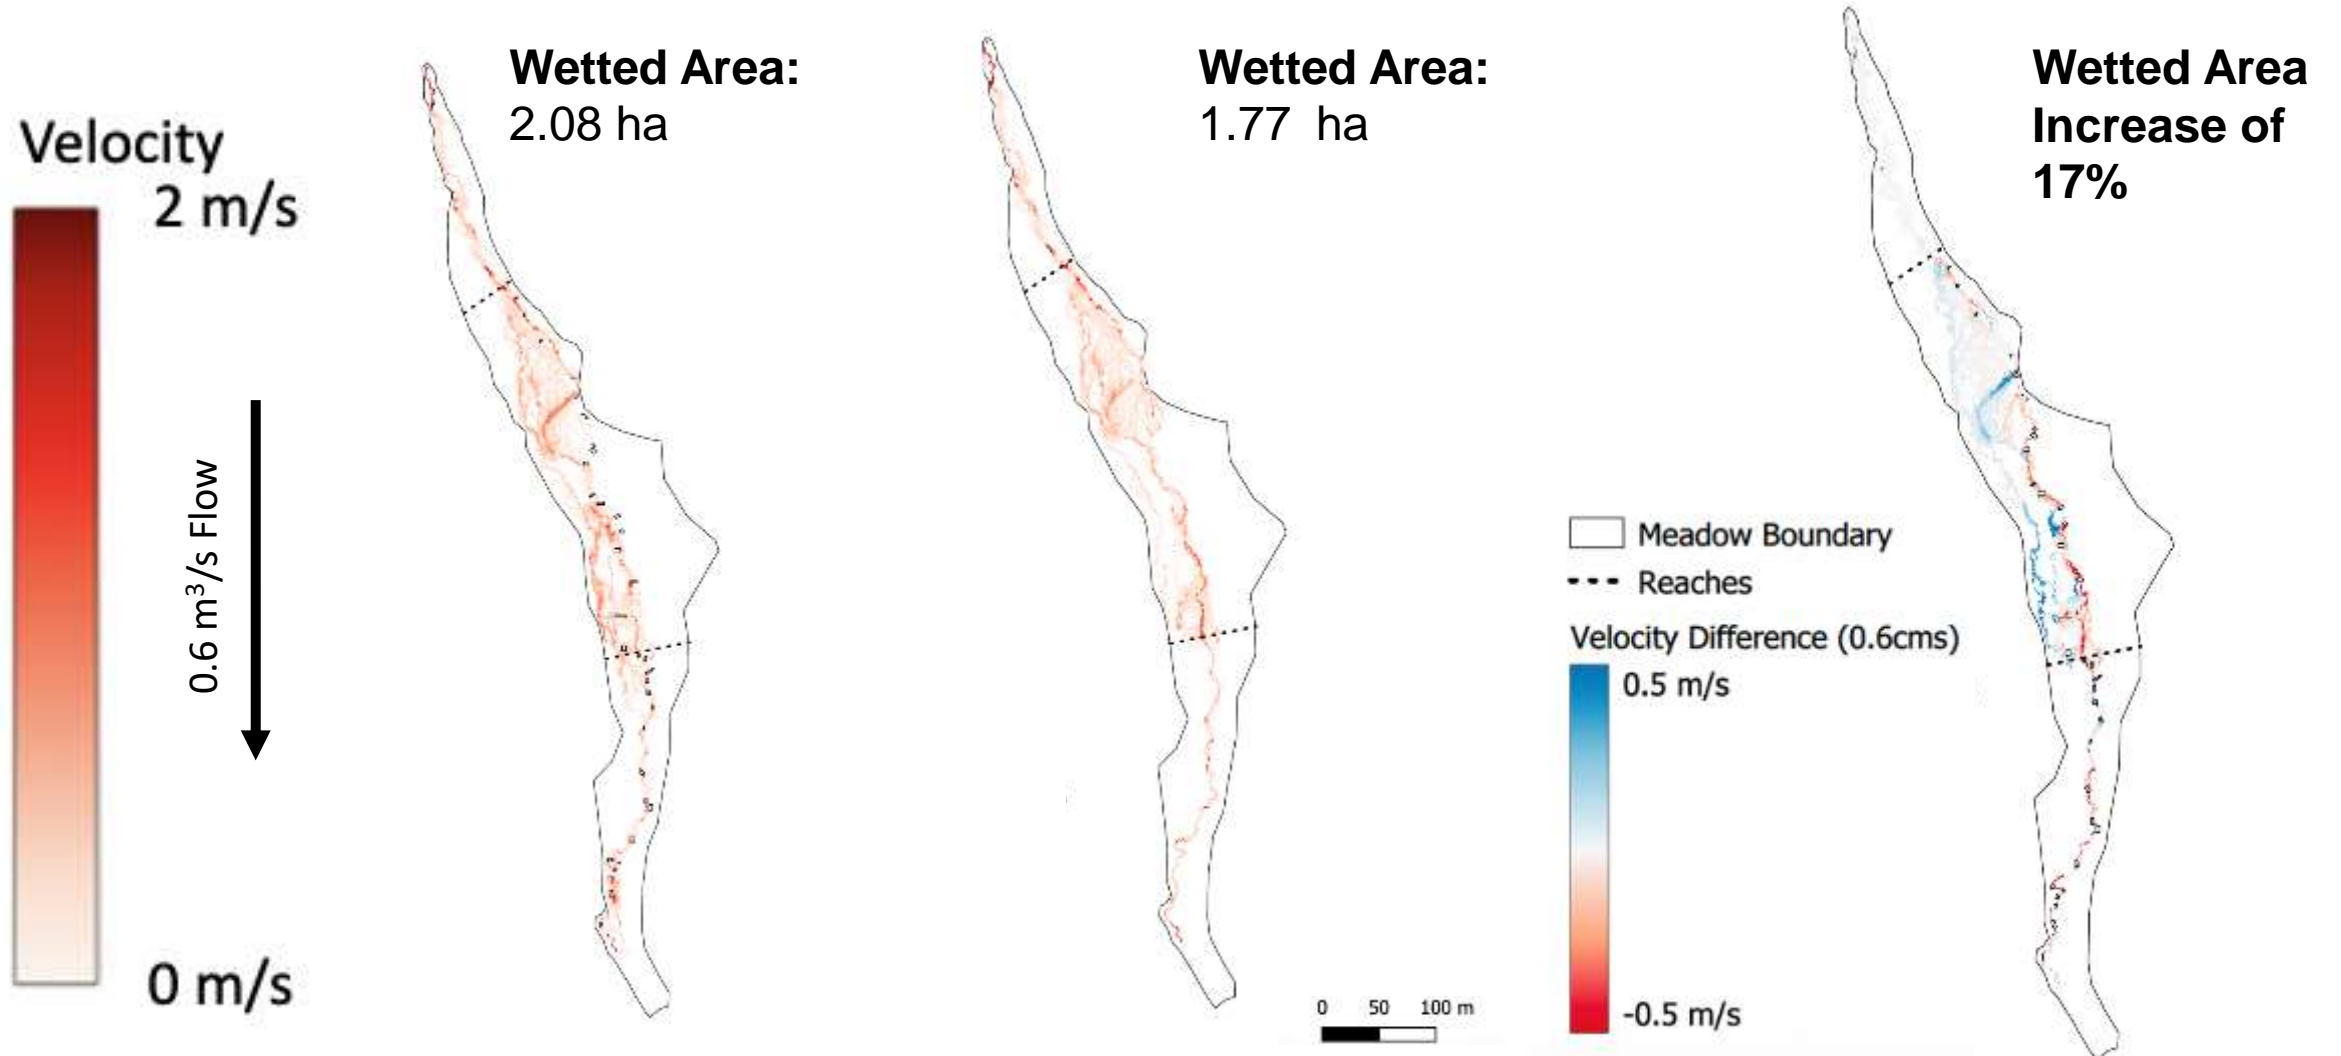 Velocity
2 m/s
0 m/s
0.6 m³/s Flow
Wetted Area:
2.08 ha
Wetted Area:
1.77 ha
Wetted Area
Increase of
17%
Meadow Boundary
Reaches
Velocity Difference (0.6cms)
0.5 m/s
-0.5 m/s
0 50 100 m